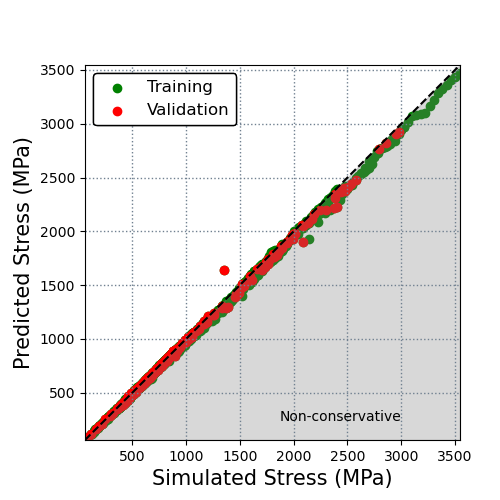 3500
3000
2500
2000
1500
1000
500
Predicted Stress (MPa)
Training
Validation
Non-conservative
500 1000 1500 2000 2500 3000 3500
Simulated Stress (MPa)